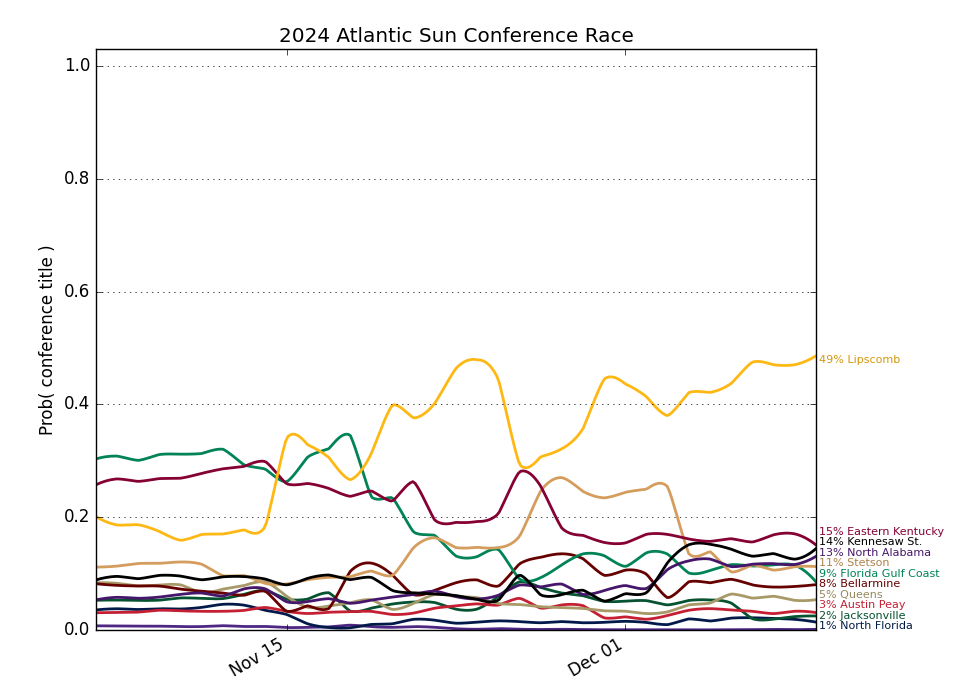 2024 Atlantic Sun Conference Race
Prob( conference title )
1.0
0.8
0.6
0.4
0.2
0.0
Nov 15
Dec 01
49% Lipscomb
15% Eastern Kentucky
14% Kennesaw St.
13% North Alabama
11% Stetson
9% Florida Gulf Coast
8% Bellarmine
5% Queens
3% Austin Peay
2% Jacksonville
1% North Florida